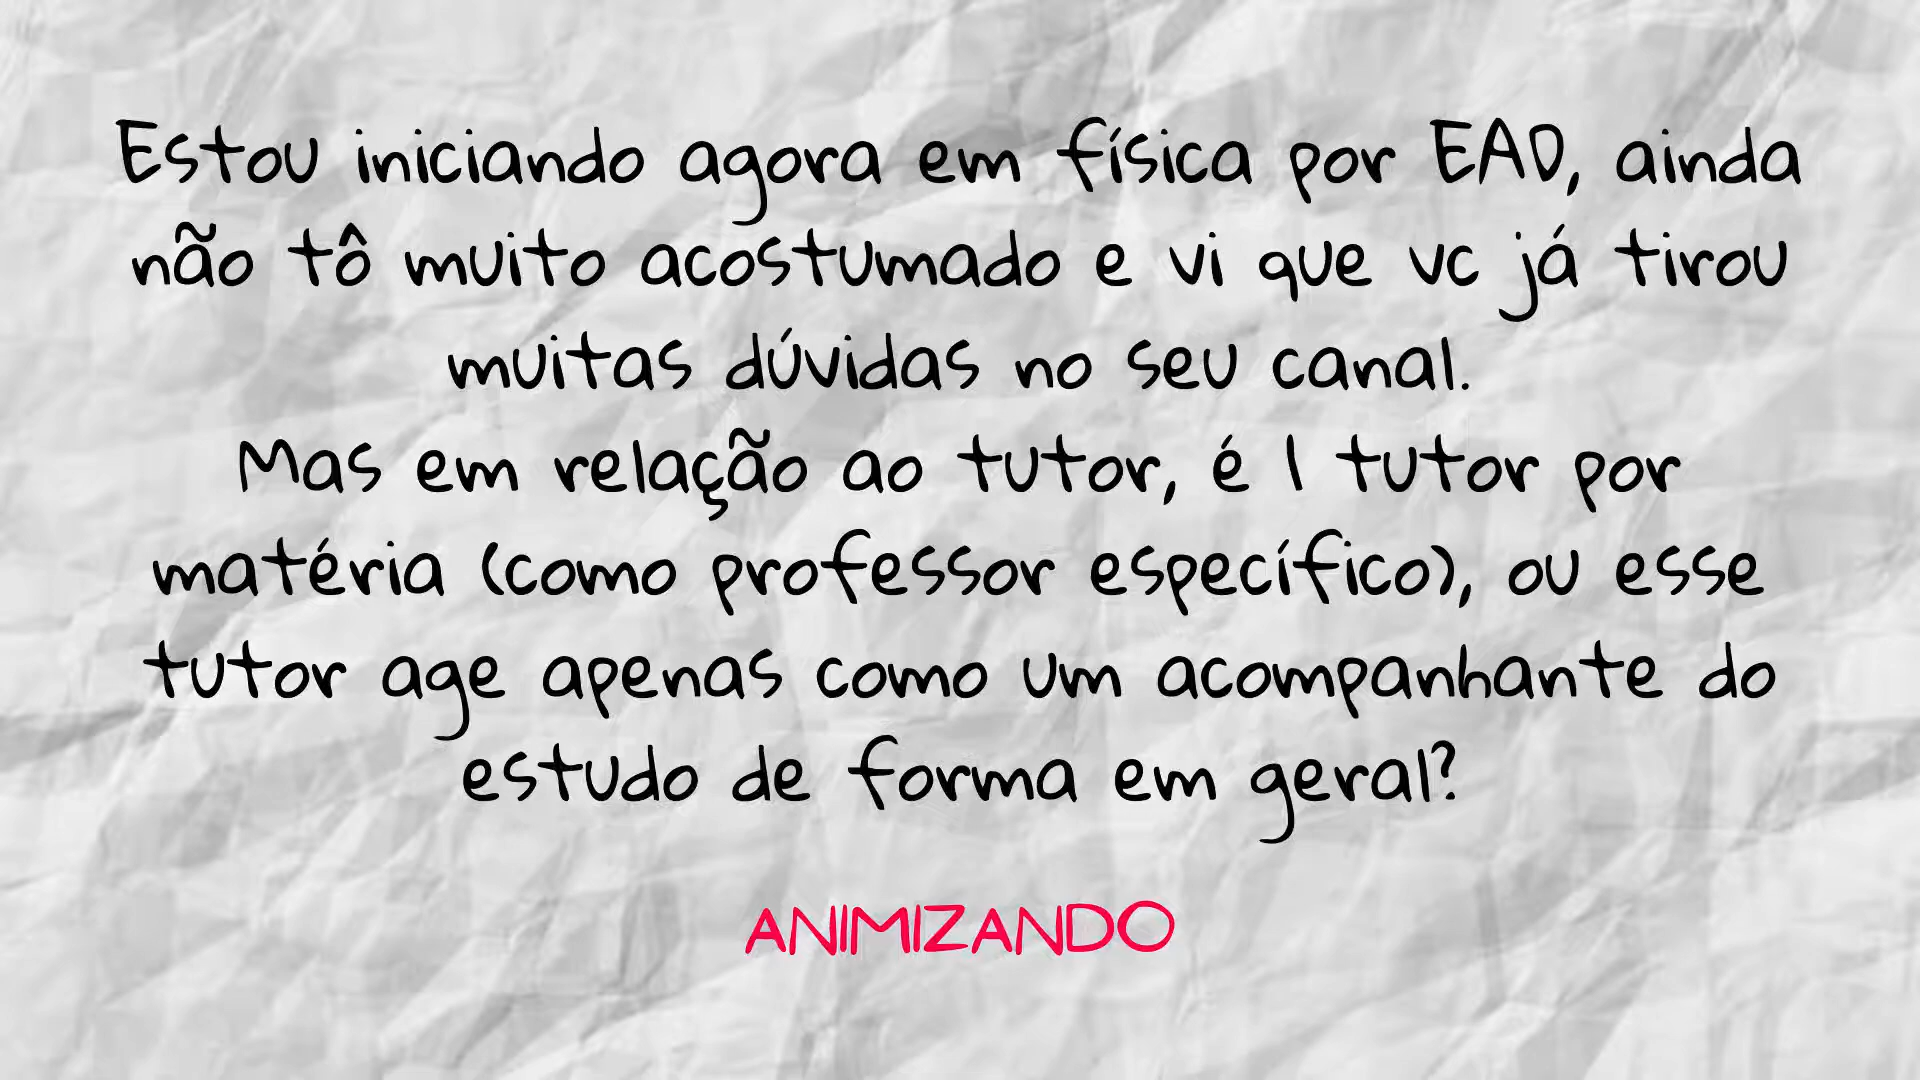 Estou iniciando agora em física por EAD, ainda
não tô muito acostumado e vi que vc já tirou
muitas dúvidas no seu canal.
Mas em relação ao tutor, é 1 tutor por
matéria (como professor específico), ou esse
tutor age apenas como um acompanhante do
estudo de forma em geral?
ANIMIZANDO